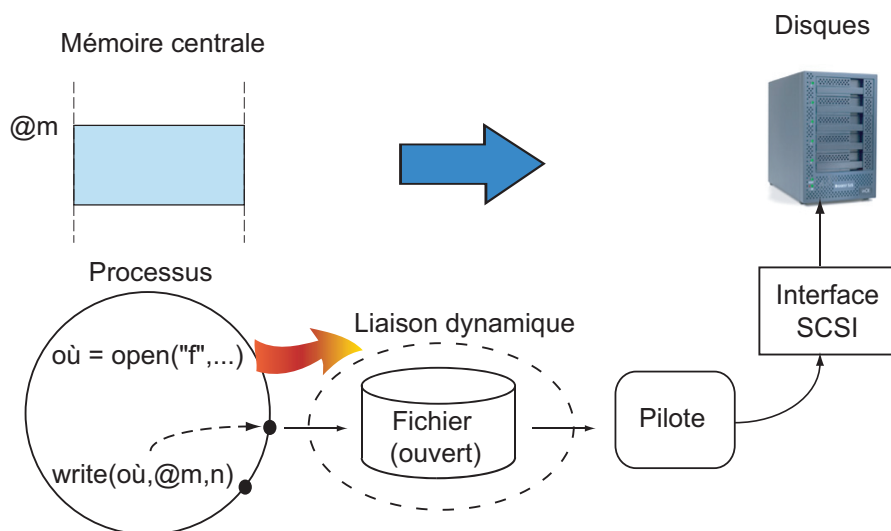 Mémoire centrale
Disques
@m
Processus
Liaison dynamique
où = open("f",...)
Interface
SCSI
Fichier
(ouvert)
Pilote
write(où,@m,n)